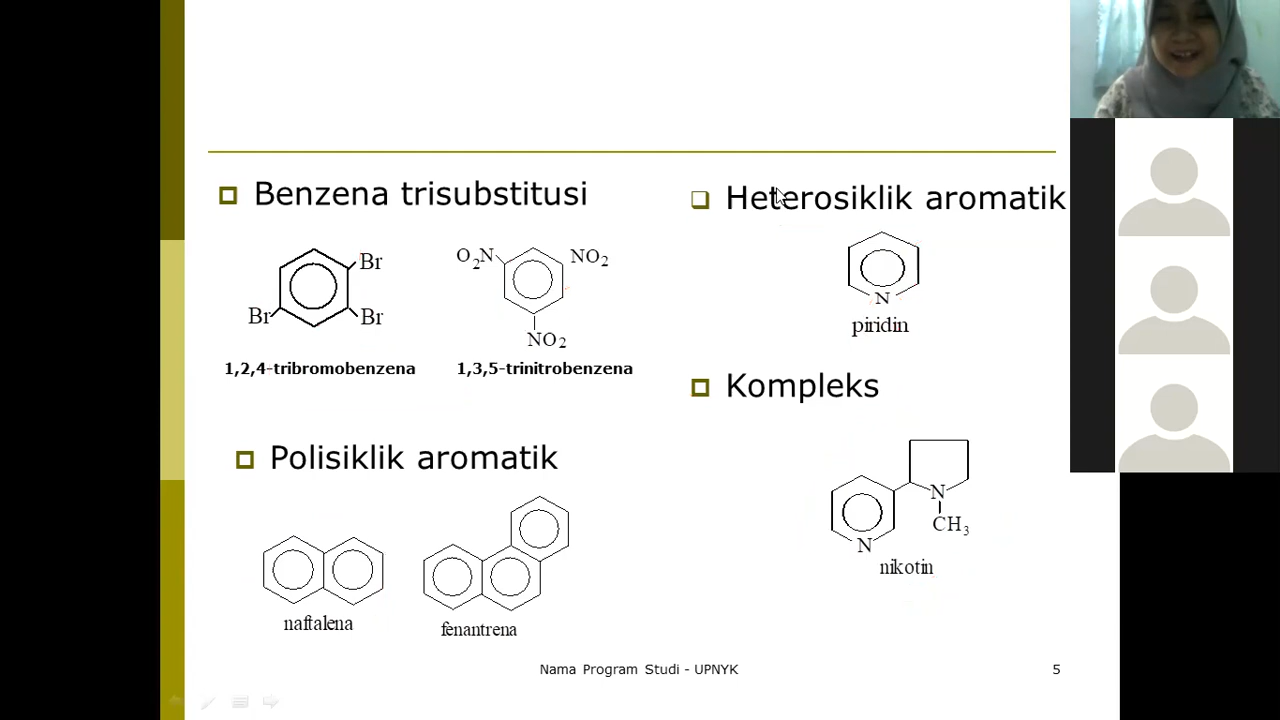 Benzena trisubstitusi
Br
Br
Br
1,2,4-tribromobenzena
O2N
NO2
NO2
1,3,5-trinitrobenzena
Polisiklik aromatik
naftalena
fenantrena
Heterosiklik aromatik
N
piridin
Kompleks
N
CH3
N
nikotin
Nama Program Studi - UPNYK
5